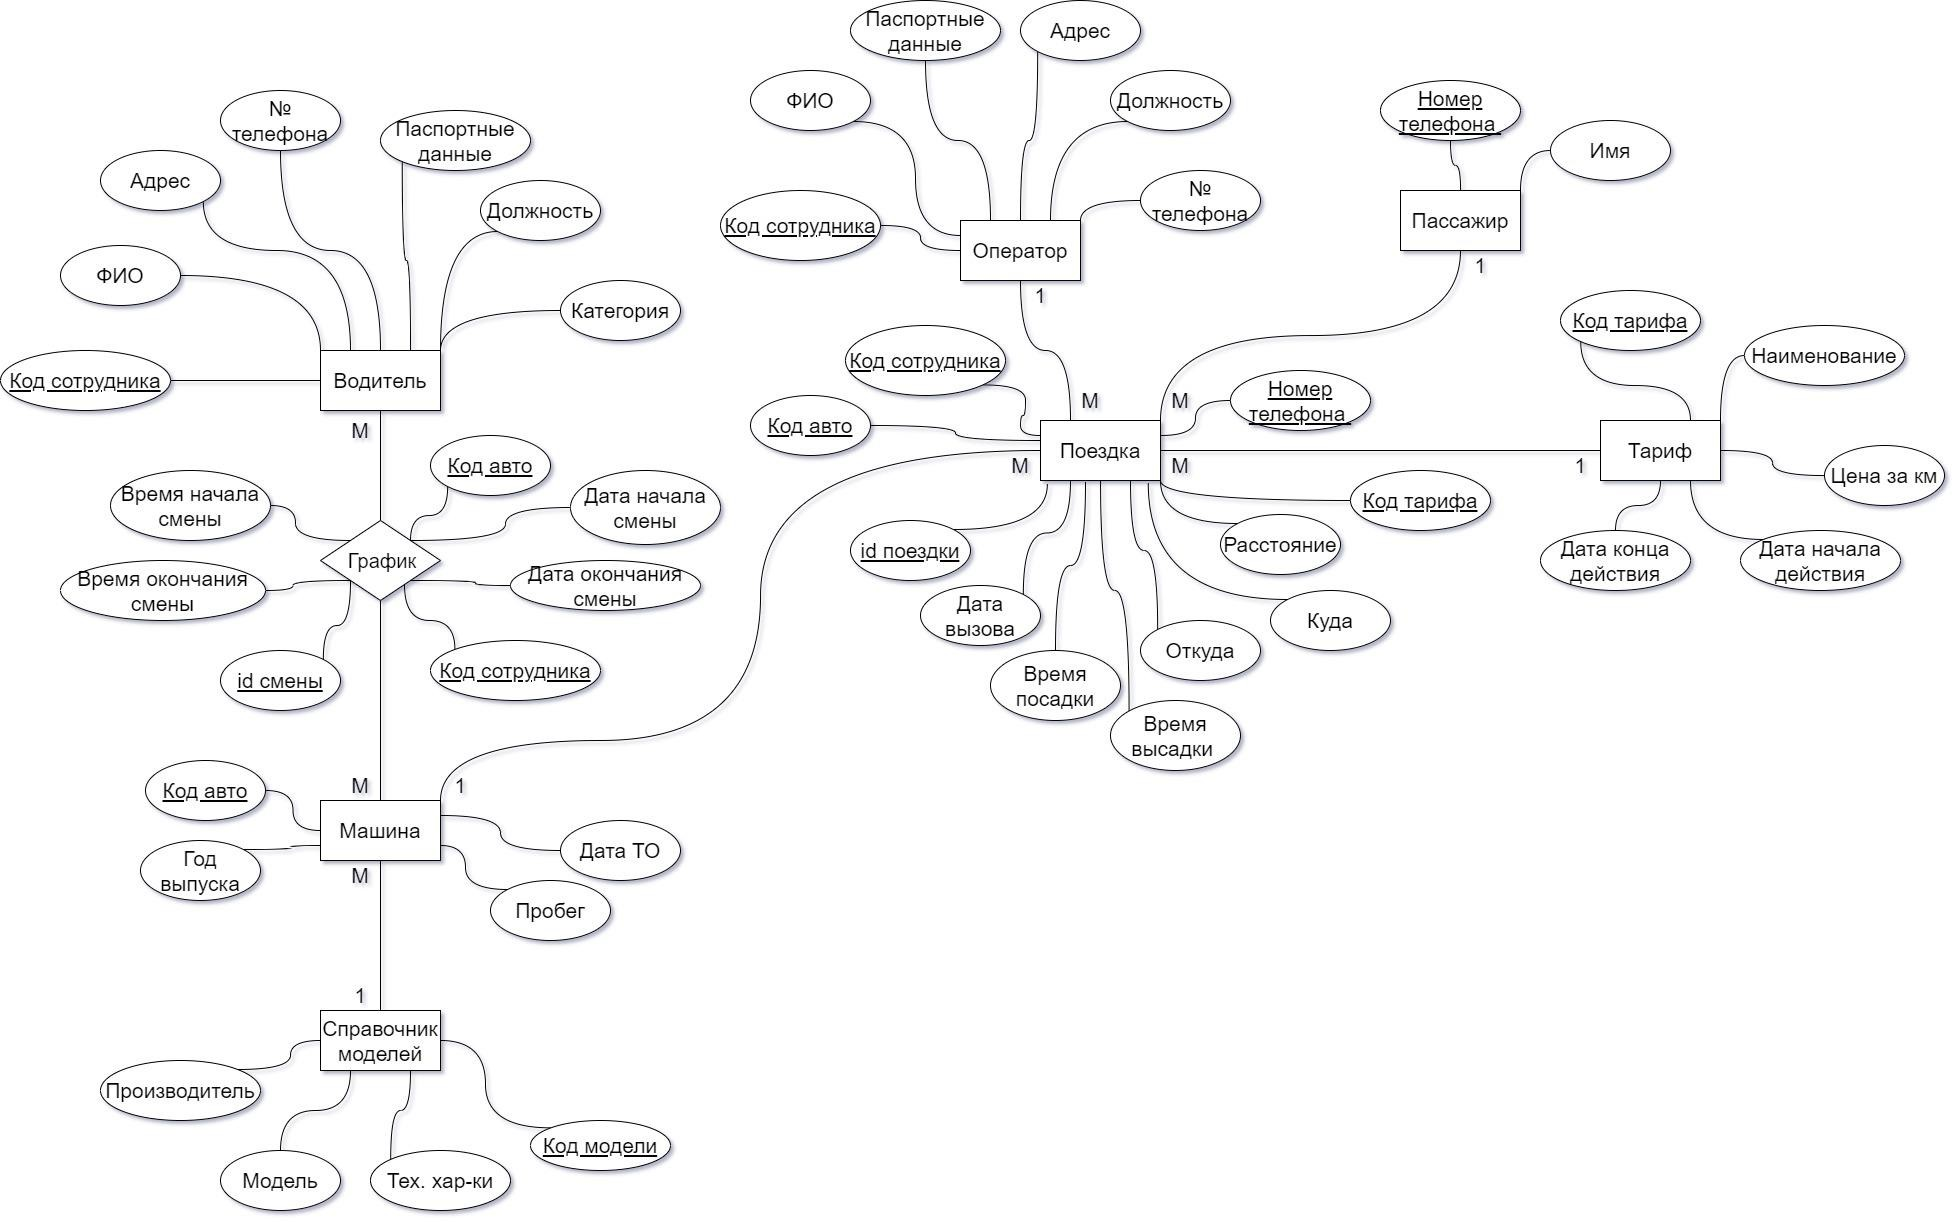 Паспортные
данные
Адрес
ФИО
Должность
Код сотрудника
№
телефона
Оператор
1
Номер
телефона
Имя
Пассажир
1
№
телефона
Паспортные
данные
Адрес
Должность
ФИО
Категория
Код сотрудника
Водитель
М
Код тарифа
Наименование
Тариф
1
Цена за км
Дата конца
действия
Дата начала
действия
Код сотрудника
Код авто
М
М
Номер
телефона
Поездка
М
М
Код тарифа
id поездки
Расстояние
Дата
вызова
Куда
Откуда
Время
посадки
Время
высадки
Код авто
Время начала
смены
Дата начала
смены
График
Время окончания
смены
Дата окончания
смены
id смены
Код сотрудника
М
1
Код авто
Машина
Год
выпуска
Дата ТО
М
Пробег
1
Справочник
моделей
Производитель
Код модели
Модель
Тех. хар-ки